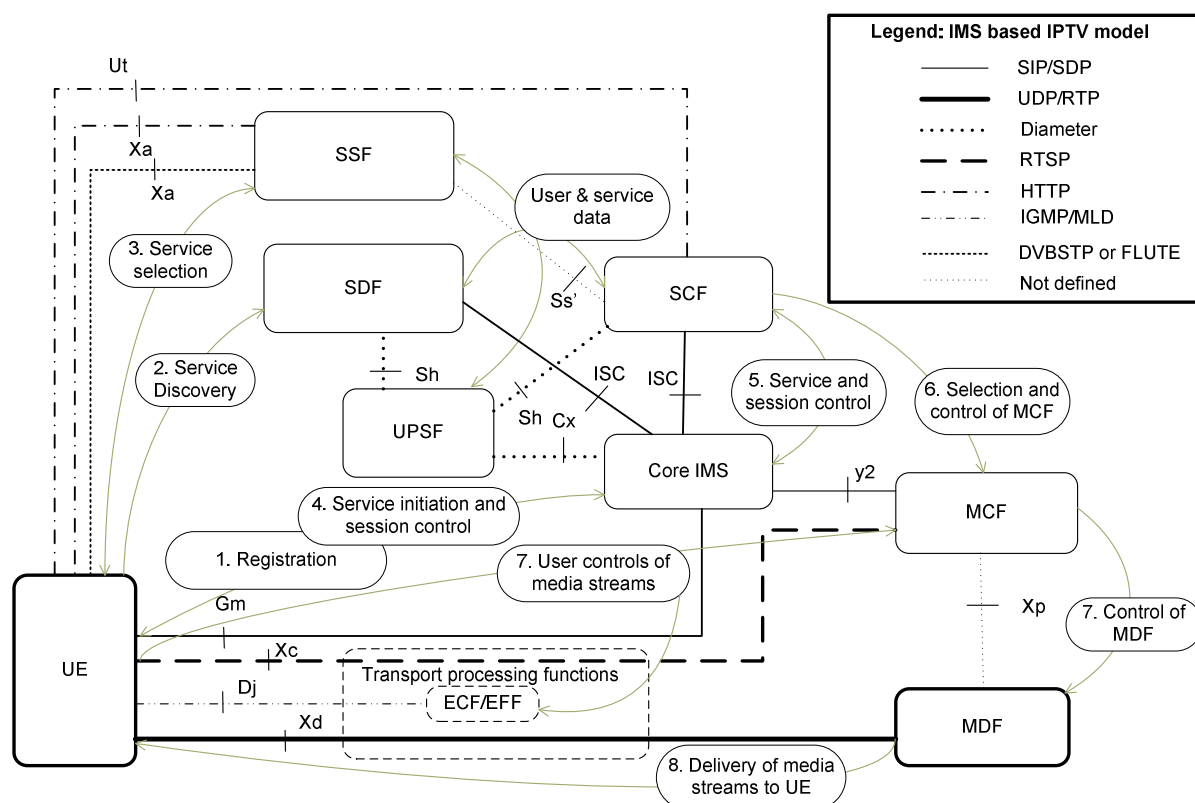 Legend: IMS based IPTV model
SIP/SDP
UDP/RTP
Diameter
RTSP
HTTP
IGMP/MLD
DVBSTP or FLUTE
Not defined
Ut
Xa
Xa
SSF
User & service
data
3. Service
selection
SDF
Ss'
SCF
2. Service
Discovery
Sh
ISC
ISC
5. Service and
session control
6. Selection and
control of MCF
UPSF
Sh
Cx
Core IMS
y2
MCF
4. Service initiation and
session control
1. Registration
7. User controls of
media streams
Gm
Xp
7. Control of
MDF
UE
Xc
Transport processing functions
Dj
ECF/EFF
Xd
MDF
8. Delivery of media
streams to UE